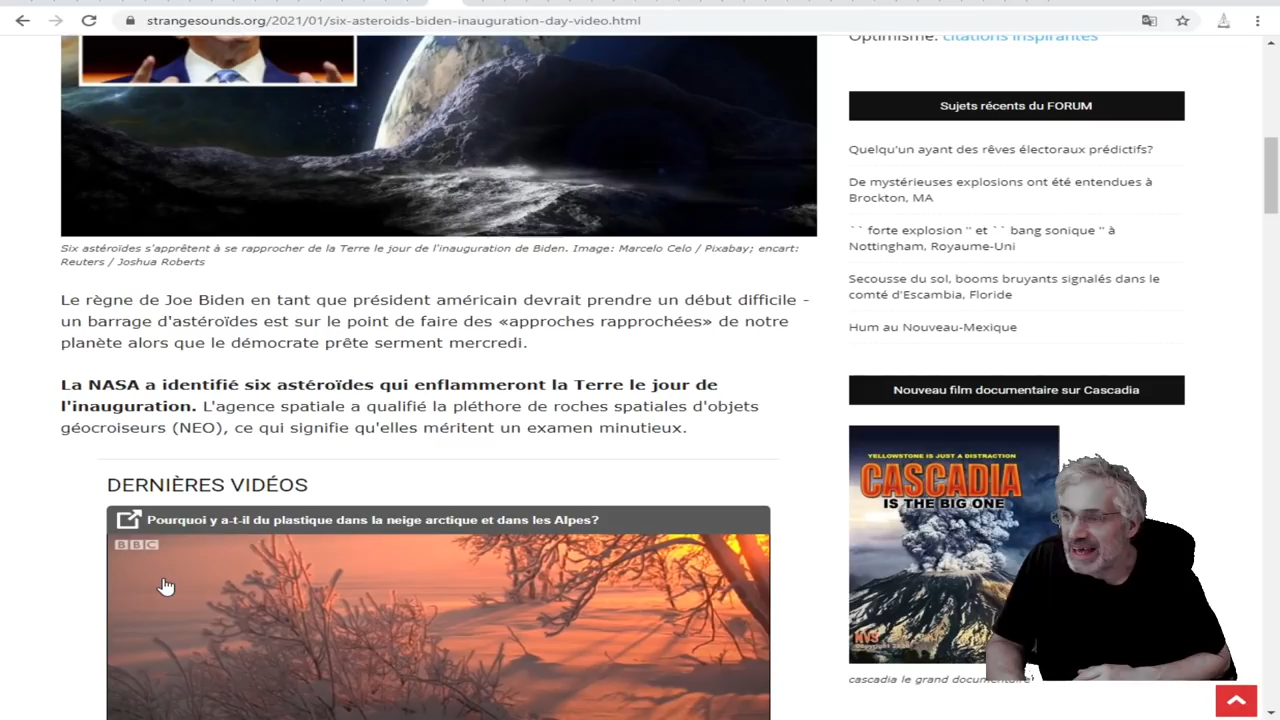 strangesounds.org/2021/01/six-asteroids-biden-inauguration-day-video.html
Six astéroïdes s'apprêtent à se rapprocher de la Terre le jour de l'inauguration de Biden. Image: Marcelo Celo / Pixabay; encart:
Reuters / Joshua Roberts
Le règne de Joe Biden en tant que président américain devrait prendre un début difficile -
un barrage d'astéroïdes est sur le point de faire des «approches rapprochées» de notre
planète alors que le démocrate prête serment mercredi.
La NASA a identifié six astéroïdes qui enflammeront la Terre le jour de
l'inauguration. L'agence spatiale a qualifié la pléthore de roches spatiales d'objets
géocroiseurs (NEO), ce qui signifie qu'elles méritent un examen minutieux.
DERNIÈRES VIDÉOS
Pourquoi y a-t-il du plastique dans la neige arctique et dans les Alpes?
BBC
Optimisme: citations inspirantes
Sujets récents du FORUM
Quelqu'un ayant des rêves électoraux prédictifs?
De mystérieuses explosions ont été entendues à
Brockton, MA
`` forte explosion '' et `` bang sonique '' à
Nottingham, Royaume-Uni
Secousse du sol, booms bruyants signalés dans le
comté d'Escambia, Floride
Hum au Nouveau-Mexique
Nouveau film documentaire sur Cascadia
YELLOWSTONE IS JUST A DISTRACTION
CASCADIA
IS THE BIG ONE
cascadia le grand documentaire